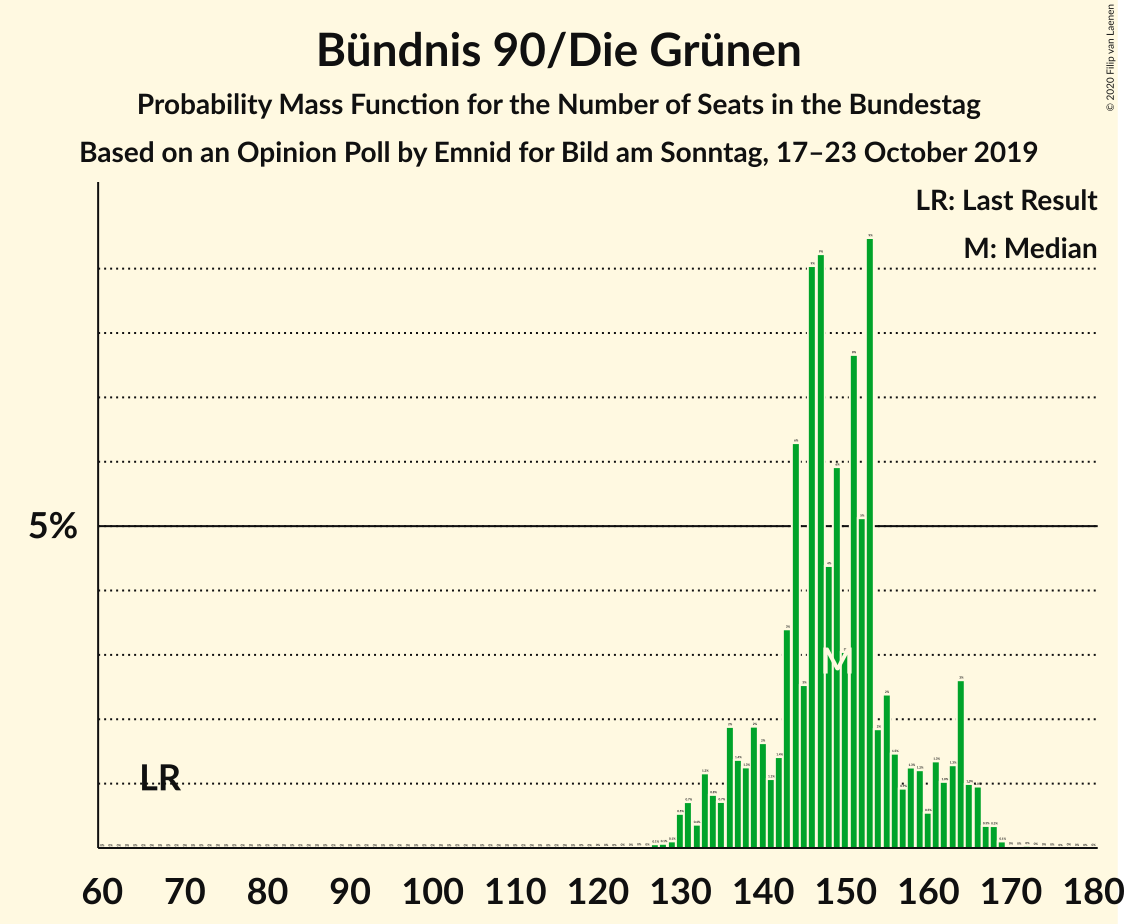 Bündnis 90/Die Grünen
Probability Mass Function for the Number of Seats in the Bundestag
Based on an Opinion Poll by Emnid for Bild am Sonntag, 17–23 October 2019
© 2020 Filip van Laenen
LR: Last Result
M: Median
5%
M
LR
60 70 80 90 100 110 120 130 140 150 160 170 180